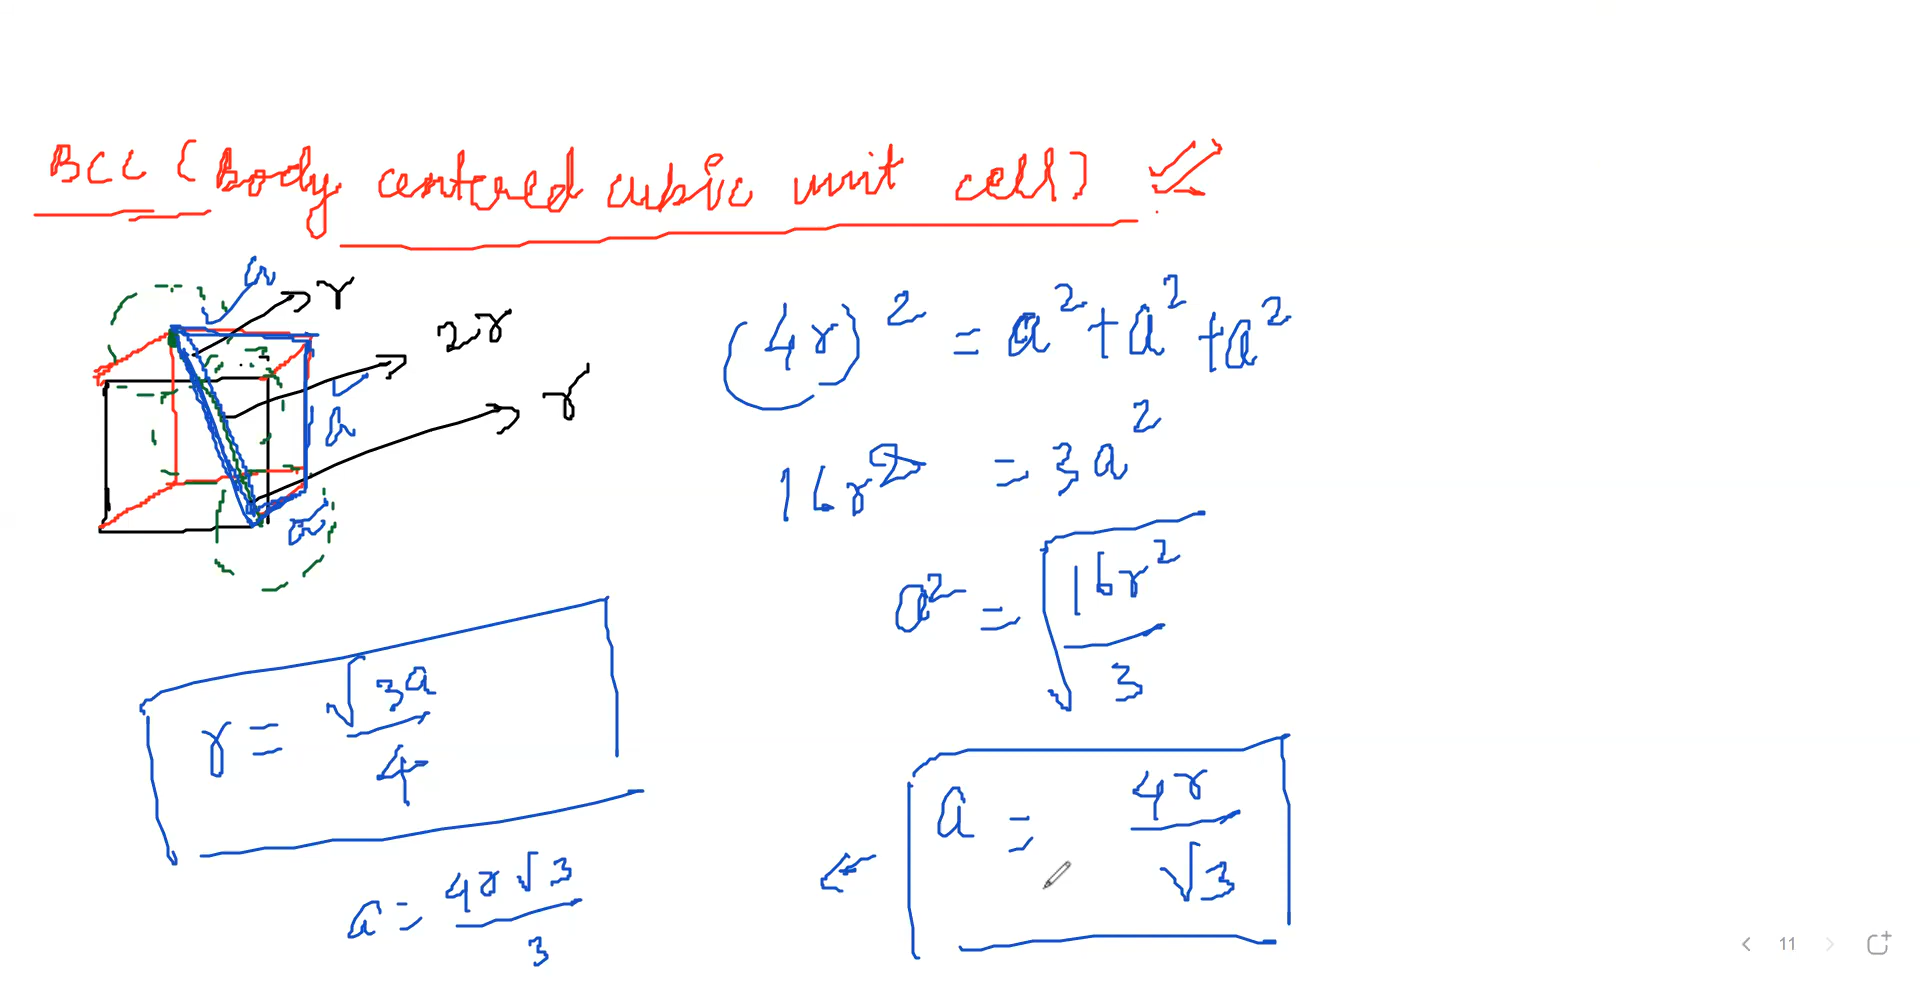 BCC (Body centered cubic unit cell)
a
r
2r
r
a
a
(4r)² = a² + a² + a²
16r² = 3a²
a² = √16r²/3
r = √3a/4
a = 4r/√3
a = 4r√3/3
11